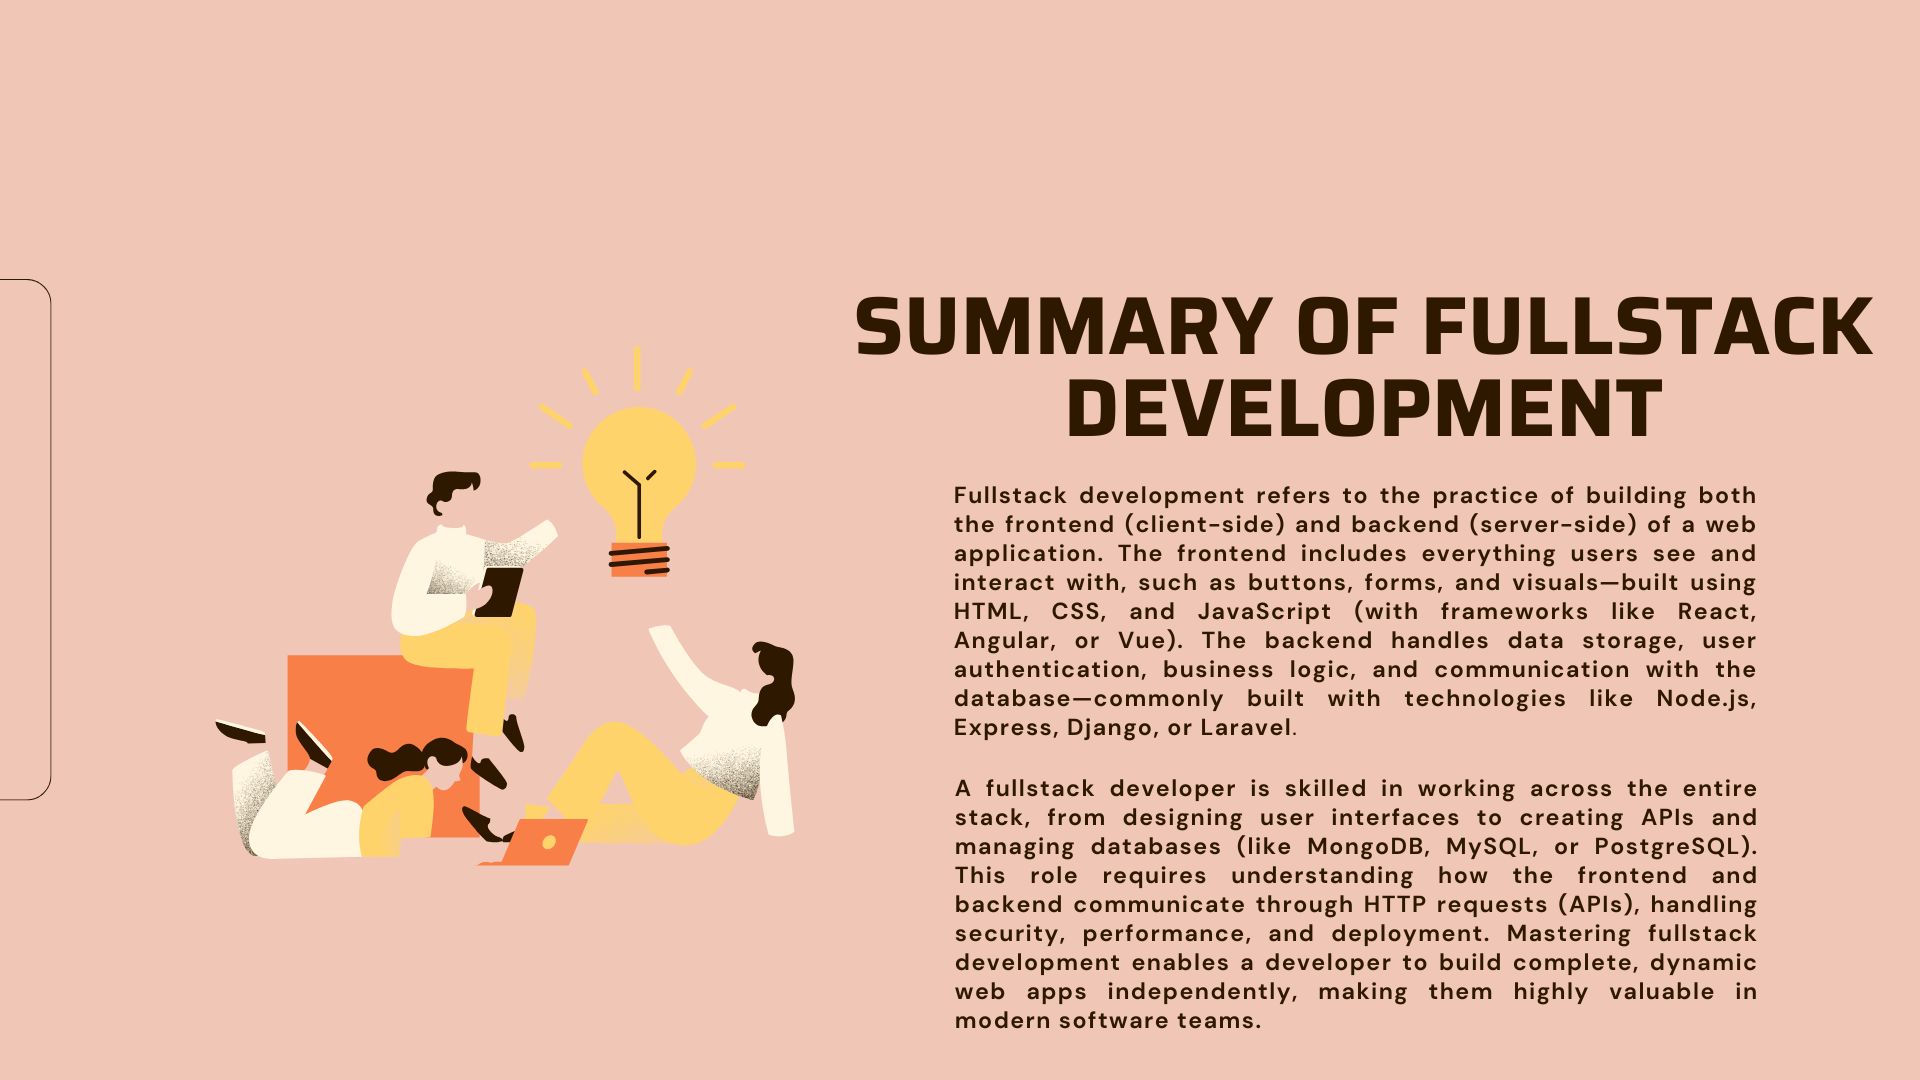 SUMMARY OF FULLSTACK
DEVELOPMENT
Fullstack development refers to the practice of building both
the frontend (client-side) and backend (server-side) of a web
application. The frontend includes everything users see and
interact with, such as buttons, forms, and visuals—built using
HTML, CSS, and JavaScript (with frameworks like React,
Angular, or Vue). The backend handles data storage, user
authentication, business logic, and communication with the
database—commonly built with technologies like Node.js,
Express, Django, or Laravel.
A fullstack developer is skilled in working across the entire
stack, from designing user interfaces to creating APIs and
managing databases (like MongoDB, MySQL, or PostgreSQL).
This role requires understanding how the frontend and
backend communicate through HTTP requests (APIs), handling
security, performance, and deployment. Mastering fullstack
development enables a developer to build complete, dynamic
web apps independently, making them highly valuable in
modern software teams.